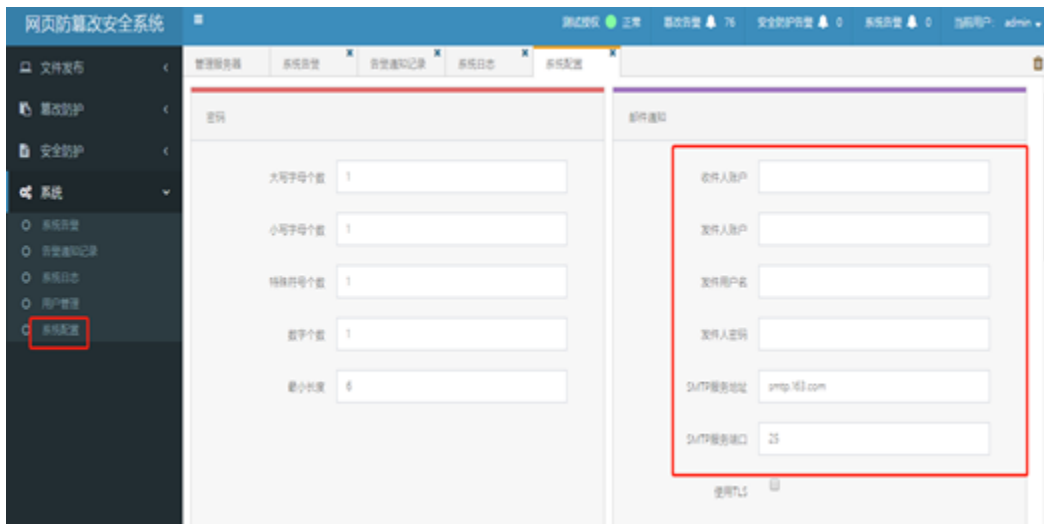 网页防篡改安全系统
测试授权 正常 篡改告警 76 安全防护告警 0 系统告警 0 当前用户: admin
文件发布
篡改防护
安全防护
系统
系统告警
告警通知记录
系统日志
用户管理
系统配置
管理服务器 系统告警 告警通知记录 系统日志 系统配置
密码
大写字母个数 1
小写字母个数 1
特殊符号个数 1
数字个数 1
最小长度 6
邮件通知
收件人账户
发件人账户
发件用户名
发件人密码
SMTP服务地址 smtp.163.com
SMTP服务端口 25
使用TLS